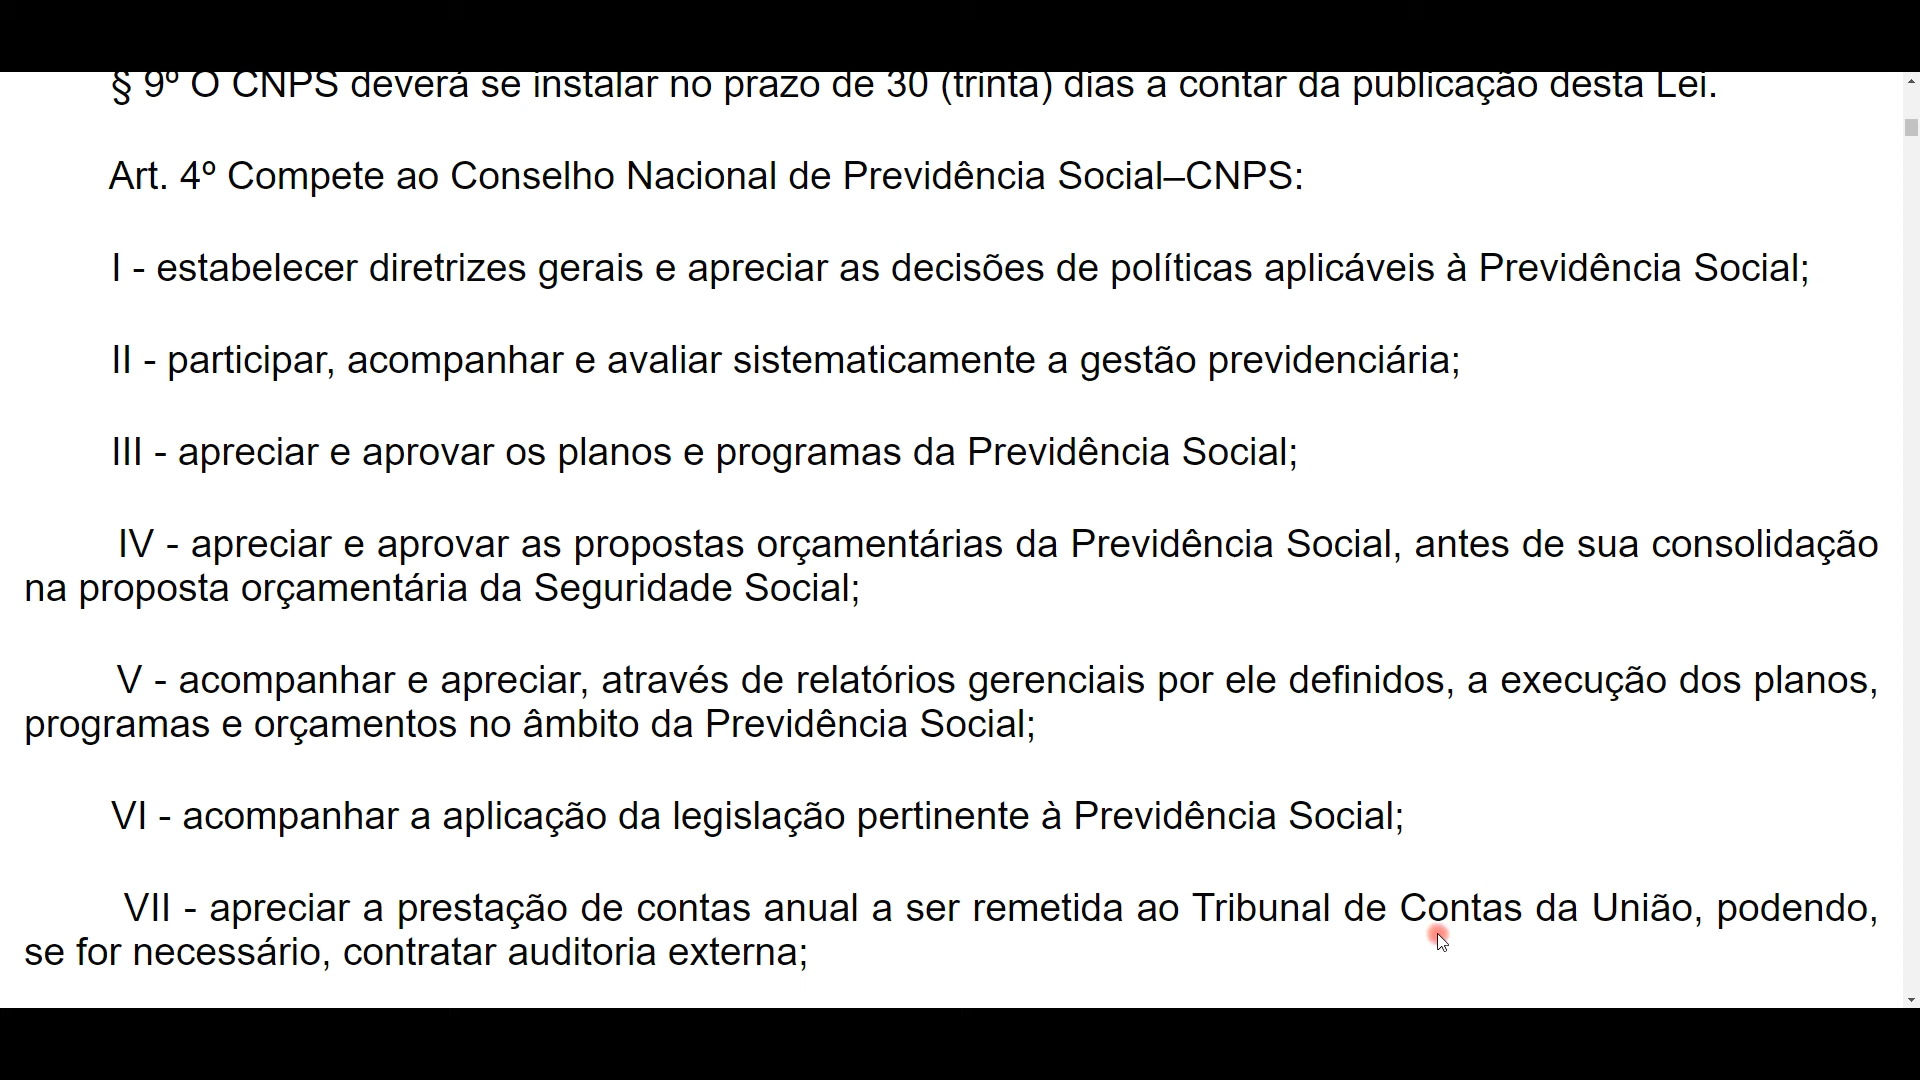 § 9º O CNPS deverá se instalar no prazo de 30 (trinta) dias a contar da publicação desta Lei.
Art. 4º Compete ao Conselho Nacional de Previdência Social–CNPS:
I - estabelecer diretrizes gerais e apreciar as decisões de políticas aplicáveis à Previdência Social;
II - participar, acompanhar e avaliar sistematicamente a gestão previdenciária;
III - apreciar e aprovar os planos e programas da Previdência Social;
IV - apreciar e aprovar as propostas orçamentárias da Previdência Social, antes de sua consolidação
na proposta orçamentária da Seguridade Social;
V - acompanhar e apreciar, através de relatórios gerenciais por ele definidos, a execução dos planos,
programas e orçamentos no âmbito da Previdência Social;
VI - acompanhar a aplicação da legislação pertinente à Previdência Social;
VII - apreciar a prestação de contas anual a ser remetida ao Tribunal de Contas da União, podendo,
se for necessário, contratar auditoria externa;